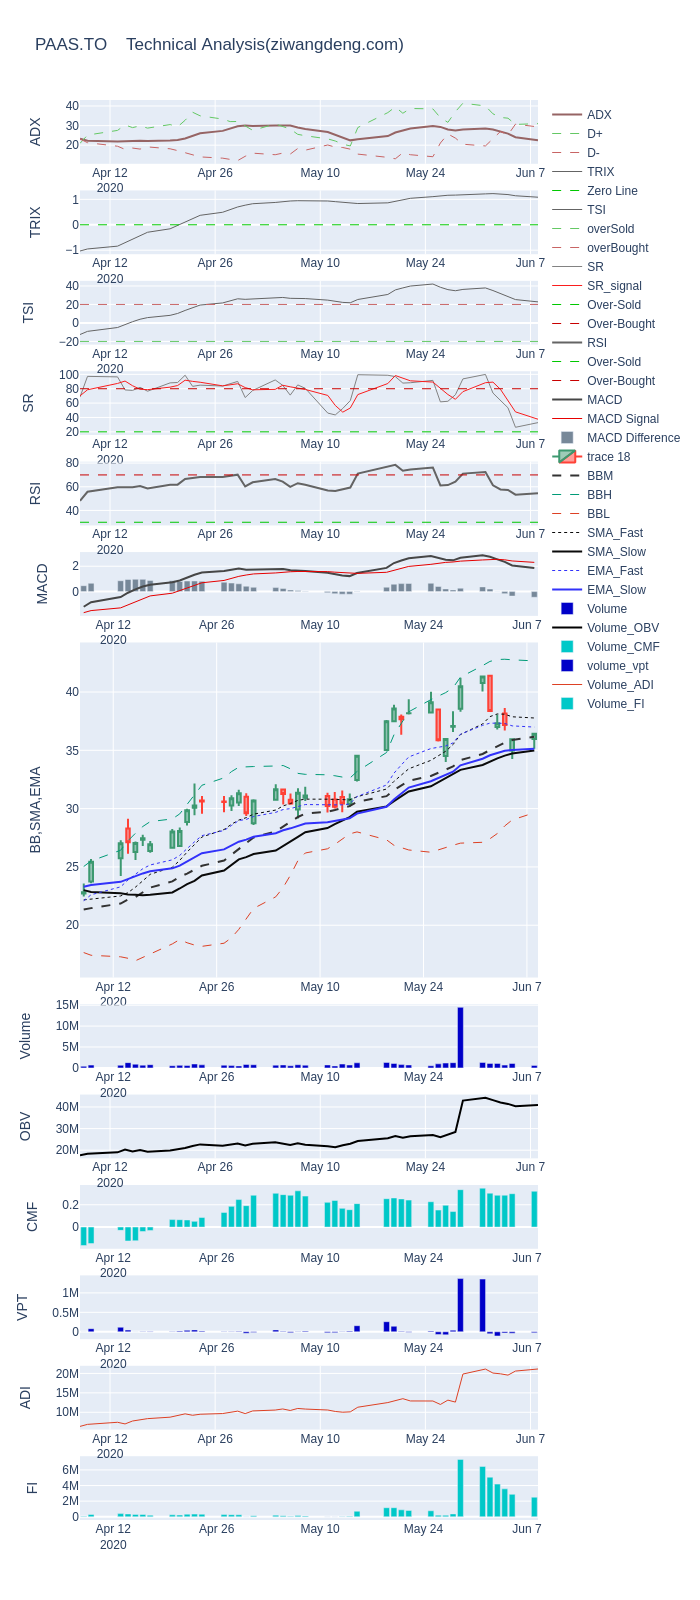 PAAS.TO    Technical Analysis(ziwangdeng.com)
ADX
40
30
20
Apr 12
2020
Apr 26
May 10
May 24
Jun 7
TRIX
1
0
−1
Apr 12
2020
Apr 26
May 10
May 24
Jun 7
TSI
40
20
0
−20
Apr 12
2020
Apr 26
May 10
May 24
Jun 7
SR
100
80
60
40
20
Apr 12
2020
Apr 26
May 10
May 24
Jun 7
RSI
80
60
40
Apr 12
2020
Apr 26
May 10
May 24
Jun 7
MACD
2
0
Apr 12
2020
Apr 26
May 10
May 24
Jun 7
BB,SMA,EMA
40
35
30
25
20
Apr 12
2020
Apr 26
May 10
May 24
Jun 7
Volume
15M
10M
5M
0
Apr 12
2020
Apr 26
May 10
May 24
Jun 7
OBV
40M
30M
20M
Apr 12
2020
Apr 26
May 10
May 24
Jun 7
CMF
0.2
0
Apr 12
2020
Apr 26
May 10
May 24
Jun 7
VPT
1M
0.5M
0
Apr 12
2020
Apr 26
May 10
May 24
Jun 7
ADI
20M
15M
10M
Apr 12
2020
Apr 26
May 10
May 24
Jun 7
FI
6M
4M
2M
0
Apr 12
2020
Apr 26
May 10
May 24
Jun 7
ADX
D+
D-
TRIX
Zero Line
TSI
overSold
overBought
SR
SR_signal
Over-Sold
Over-Bought
RSI
Over-Sold
Over-Bought
MACD
MACD Signal
MACD Difference
trace 18
BBM
BBH
BBL
SMA_Fast
SMA_Slow
EMA_Fast
EMA_Slow
Volume
Volume_OBV
Volume_CMF
volume_vpt
Volume_ADI
Volume_FI